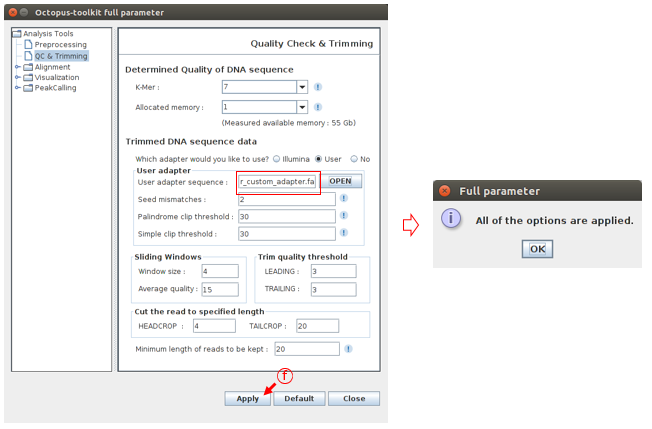 Octopus-toolkit full parameter
Analysis Tools
Preprocessing
QC & Trimming
Alignment
Visualization
PeakCalling
Quality Check & Trimming
Determined Quality of DNA sequence
K-Mer : 7
Allocated memory : 1
(Measured available memory : 55 Gb)
Trimmed DNA sequence data
Which adapter would you like to use? Illumina User No
User adapter
User adapter sequence : r_custom_adapter.fa OPEN
Seed mismatches : 2
Palindrome clip threshold : 30
Simple clip threshold : 30
Sliding Windows
Window size : 4
Average quality : 15
Trim quality threshold
LEADING : 3
TRAILING : 3
Cut the read to specified length
HEADCROP : 4 TAILCROP : 20
Minimum length of reads to be kept : 20
f
Apply Default Close
Full parameter
All of the options are applied.
OK